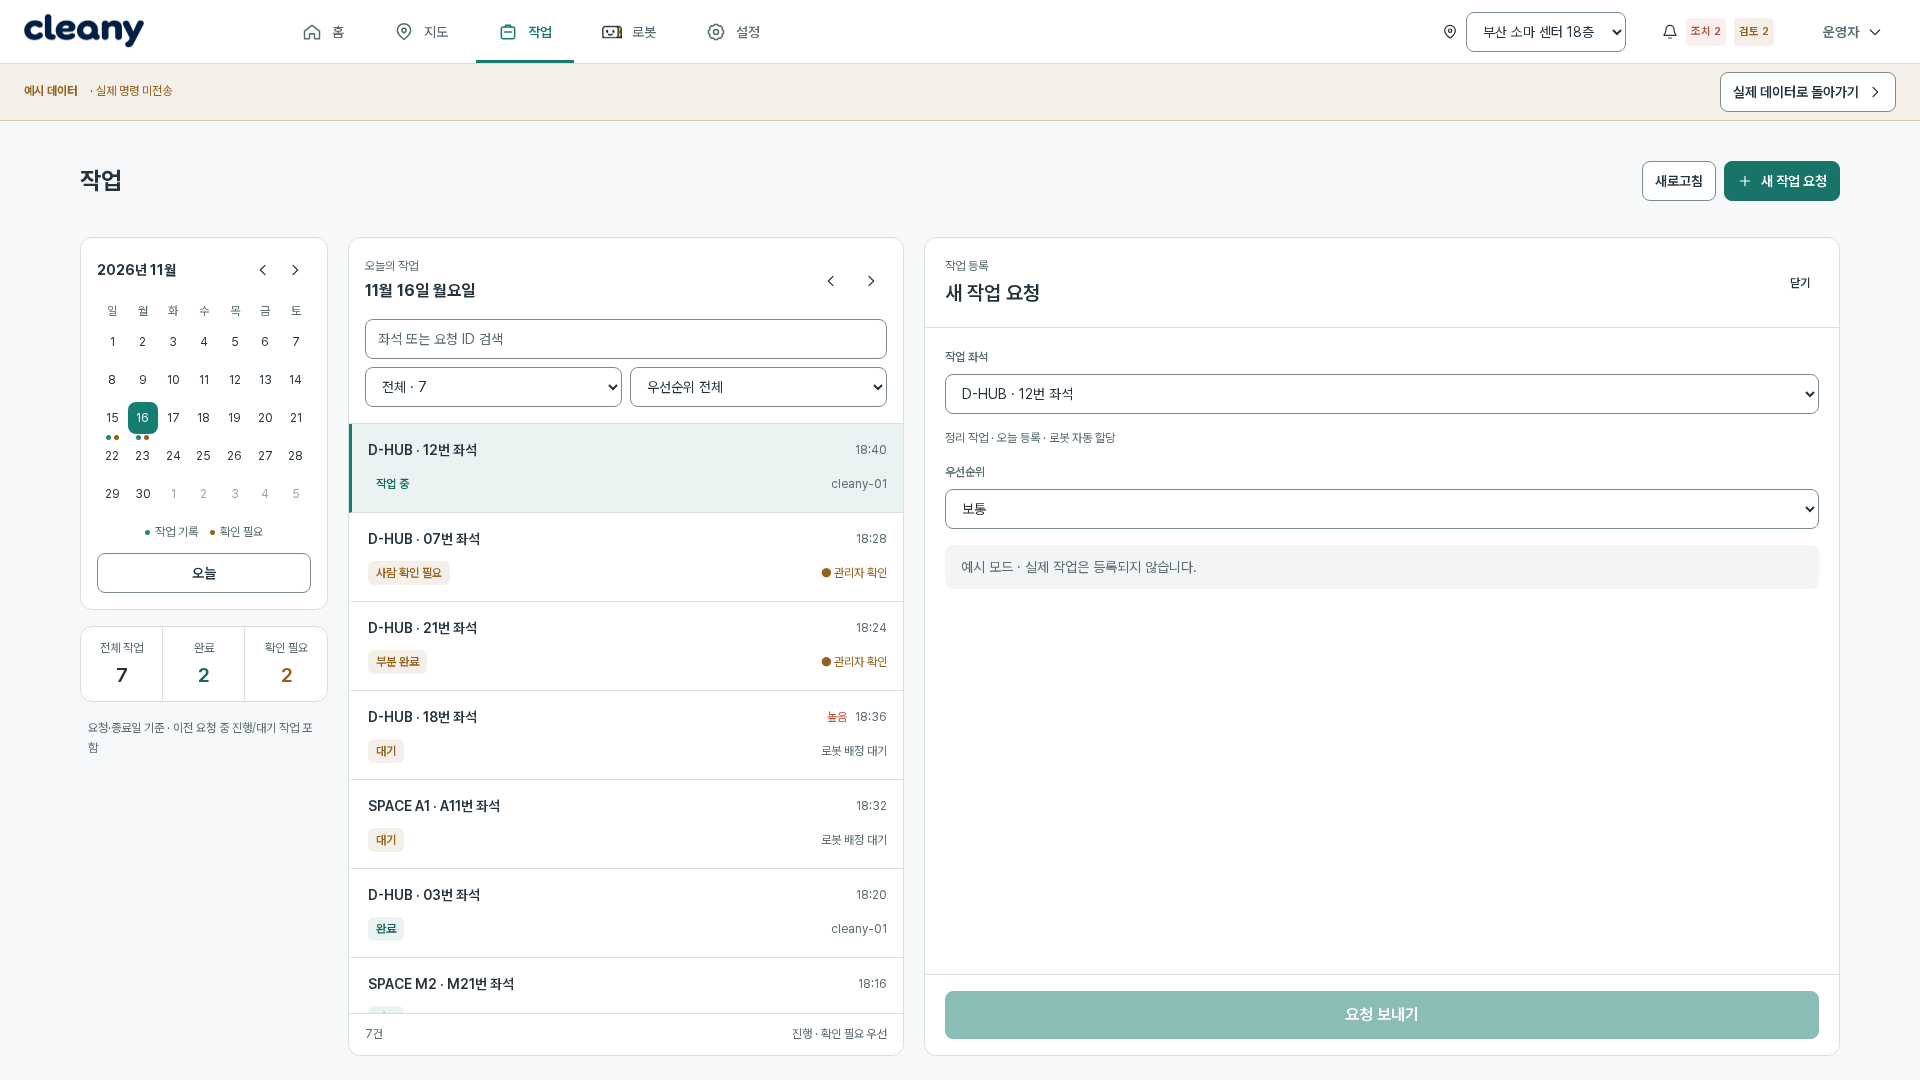 cleany
홈
지도
작업
로봇
설정
부산 소마 센터 18층
조치 2
검토 2
운영자
예시 데이터 · 실제 명령 미전송
실제 데이터로 돌아가기
작업
새로고침
새 작업 요청
2026년 11월
일 월 화 수 목 금 토
1 2 3 4 5 6 7
8 9 10 11 12 13 14
15 16 17 18 19 20 21
22 23 24 25 26 27 28
29 30 1 2 3 4 5
작업 기록 확인 필요
오늘
전체 작업 완료 확인 필요
7 2 2
요청·종료일 기준 · 이전 요청 중 진행/대기 작업 포
함
오늘의 작업
11월 16일 월요일
좌석 또는 요청 ID 검색
전체 · 7 우선순위 전체
D-HUB · 12번 좌석 18:40
작업 중 cleany-01
D-HUB · 07번 좌석 18:28
사람 확인 필요 관리자 확인
D-HUB · 21번 좌석 18:24
부분 완료 관리자 확인
D-HUB · 18번 좌석 높음 18:36
대기 로봇 배정 대기
SPACE A1 · A11번 좌석 18:32
대기 로봇 배정 대기
D-HUB · 03번 좌석 18:20
완료 cleany-01
SPACE M2 · M21번 좌석 18:16
7건 진행 · 확인 필요 우선
작업 등록
새 작업 요청
닫기
작업 좌석
D-HUB · 12번 좌석
정리 작업 · 오늘 등록 · 로봇 자동 할당
우선순위
보통
예시 모드 · 실제 작업은 등록되지 않습니다.
요청 보내기